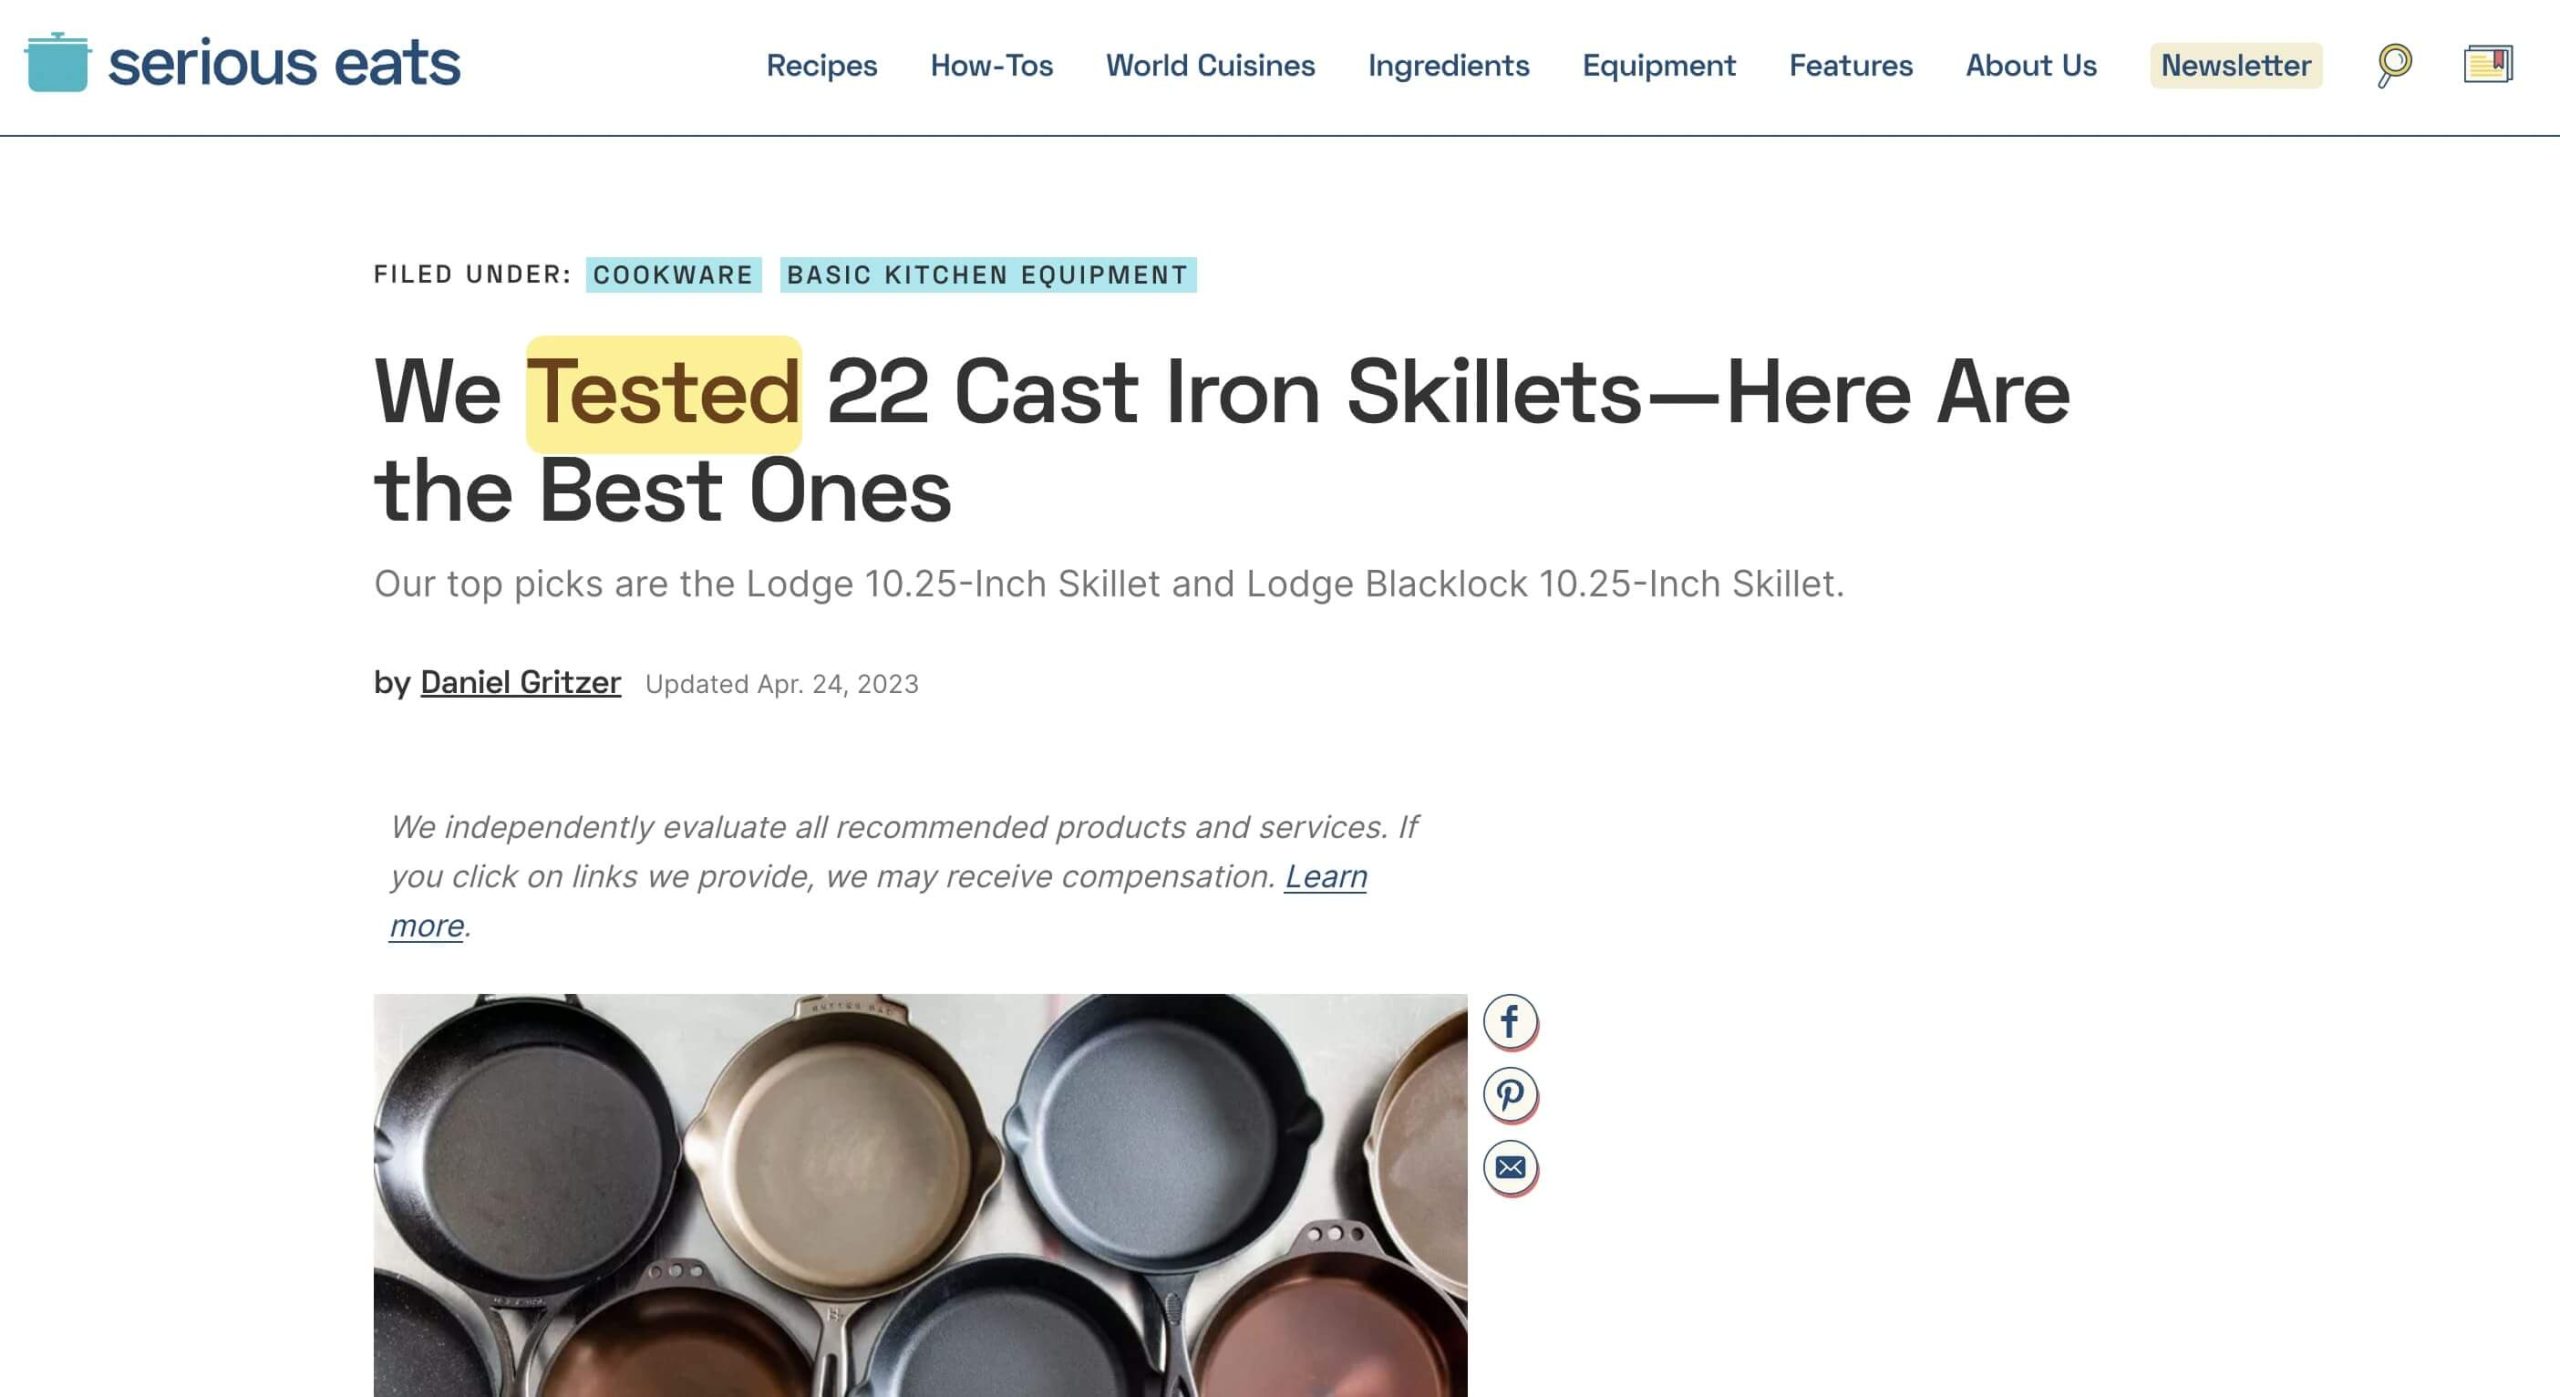 serious eats
Recipes How-Tos World Cuisines Ingredients Equipment Features About Us Newsletter
FILED UNDER: COOKWARE BASIC KITCHEN EQUIPMENT
We Tested 22 Cast Iron Skillets—Here Are
the Best Ones
Our top picks are the Lodge 10.25-Inch Skillet and Lodge Blacklock 10.25-Inch Skillet.
by Daniel Gritzer Updated Apr. 24, 2023
We independently evaluate all recommended products and services. If
you click on links we provide, we may receive compensation. Learn
more.